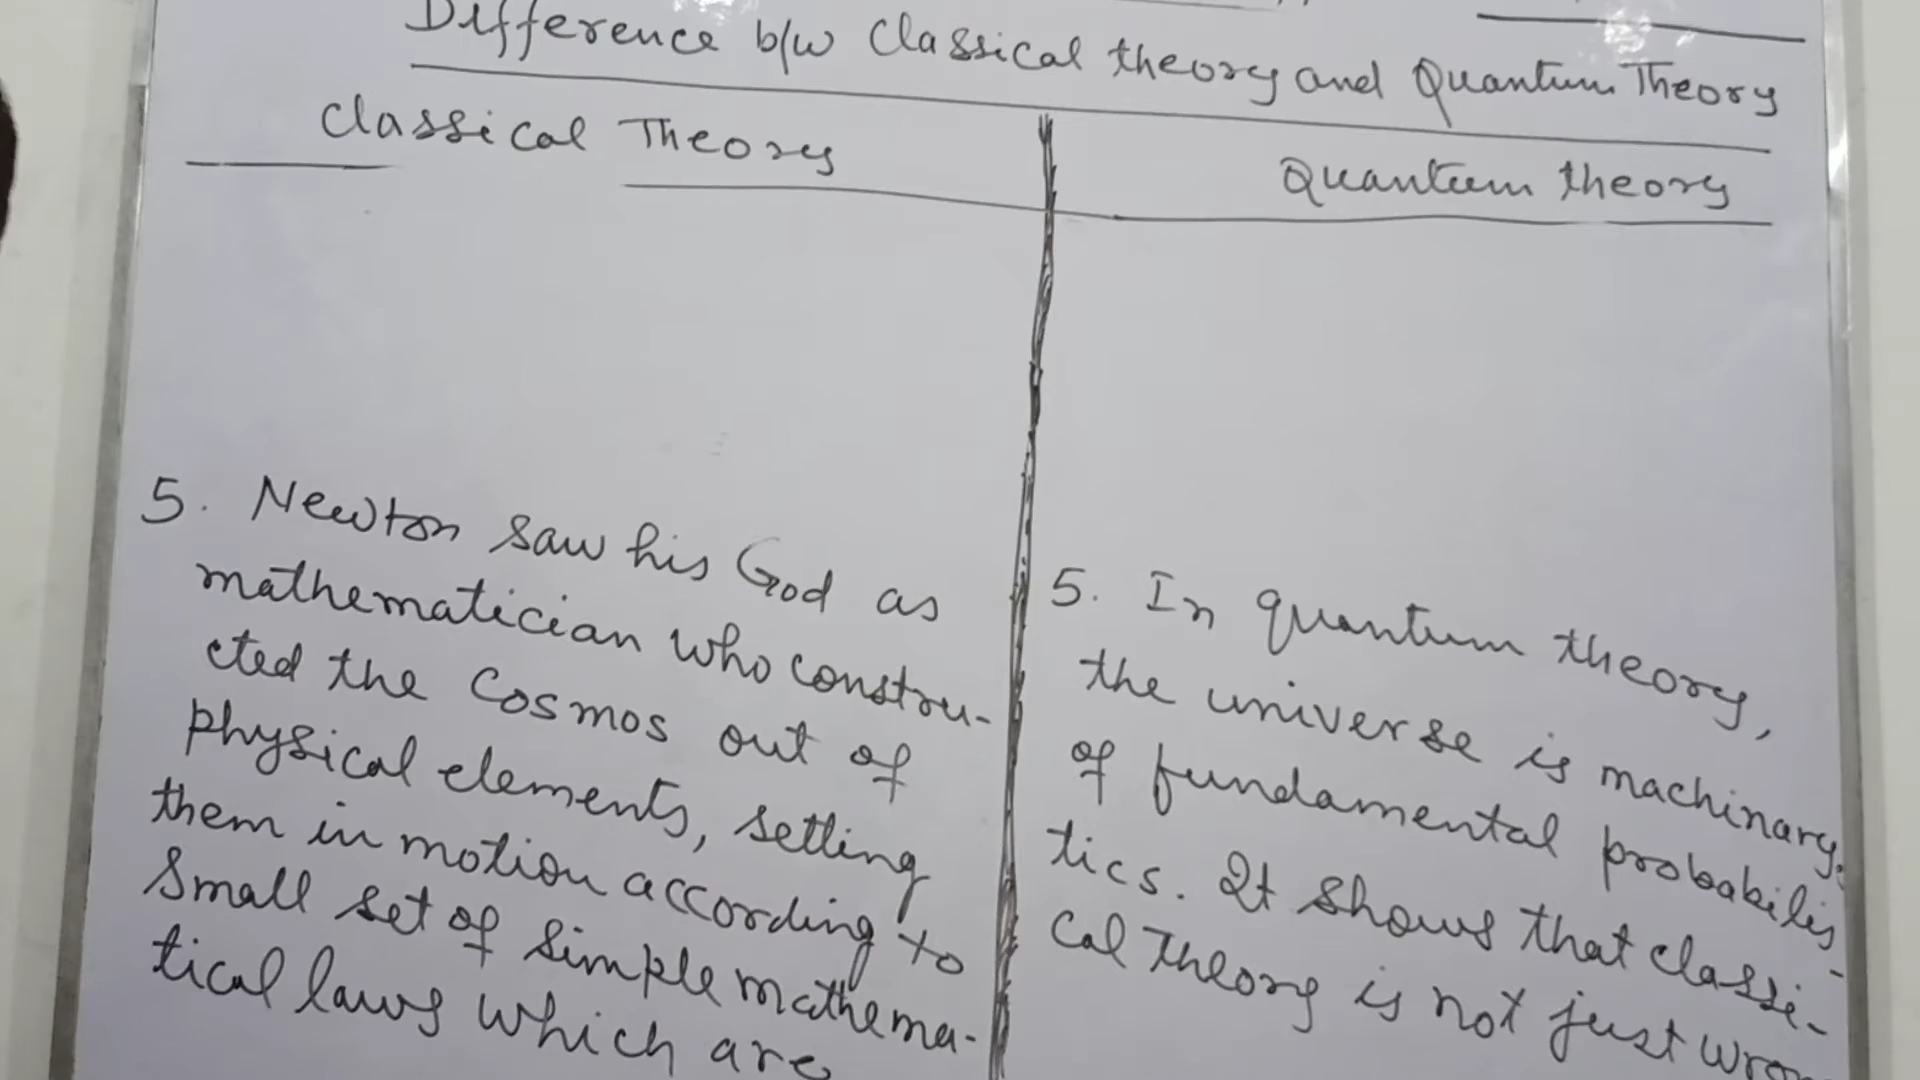 Difference b/w Classical theory and Quantum Theory
Classical Theory
Quantum theory
5. Newton saw his God as
mathematician who constru-
cted the Cosmos out of
physical elements, setting
them in motion according to
Small set of simple mathema-
tical laws which are
5. In quantum theory,
the universe is machinary
of fundamental probabilis-
tics. It shows that classi-
cal Theory is not just